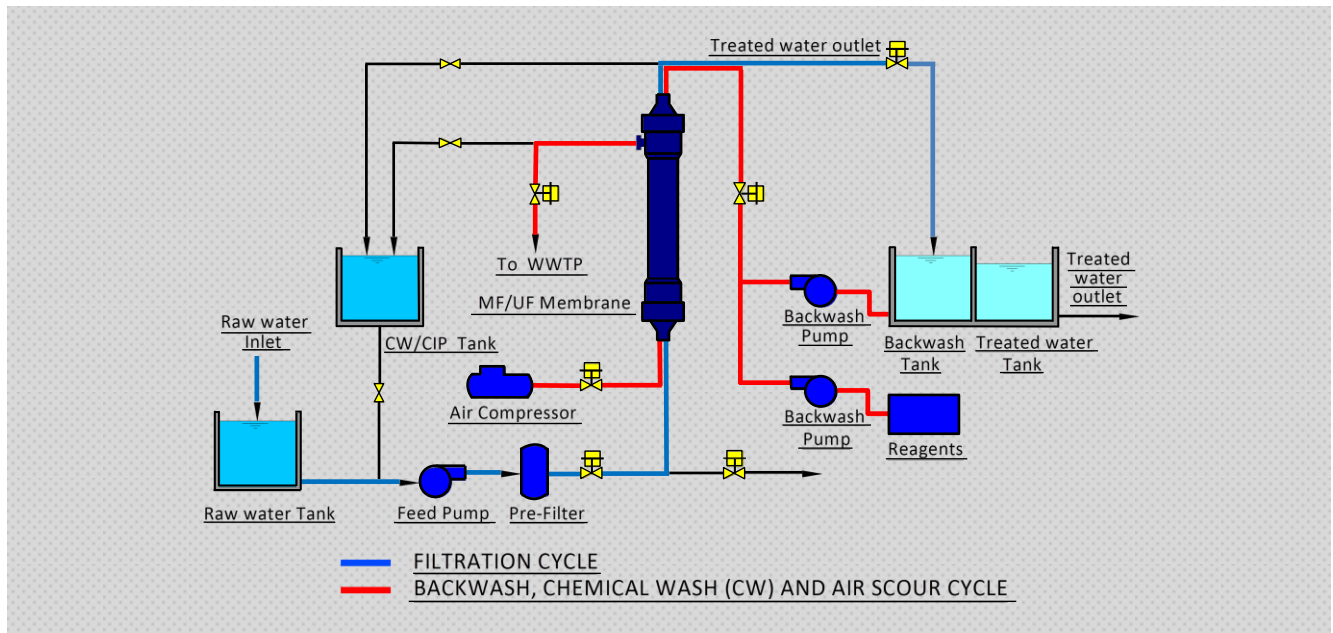 Treated water outlet
To WWTP
MF/UF Membrane
Raw water
Inlet
CW/CIP Tank
Air Compressor
Backwash
Pump
Backwash
Tank
Treated water
Tank
Treated
water
outlet
Backwash
Pump
Reagents
Raw water Tank
Feed Pump
Pre-Filter
FILTRATION CYCLE
BACKWASH, CHEMICAL WASH (CW) AND AIR SCOUR CYCLE